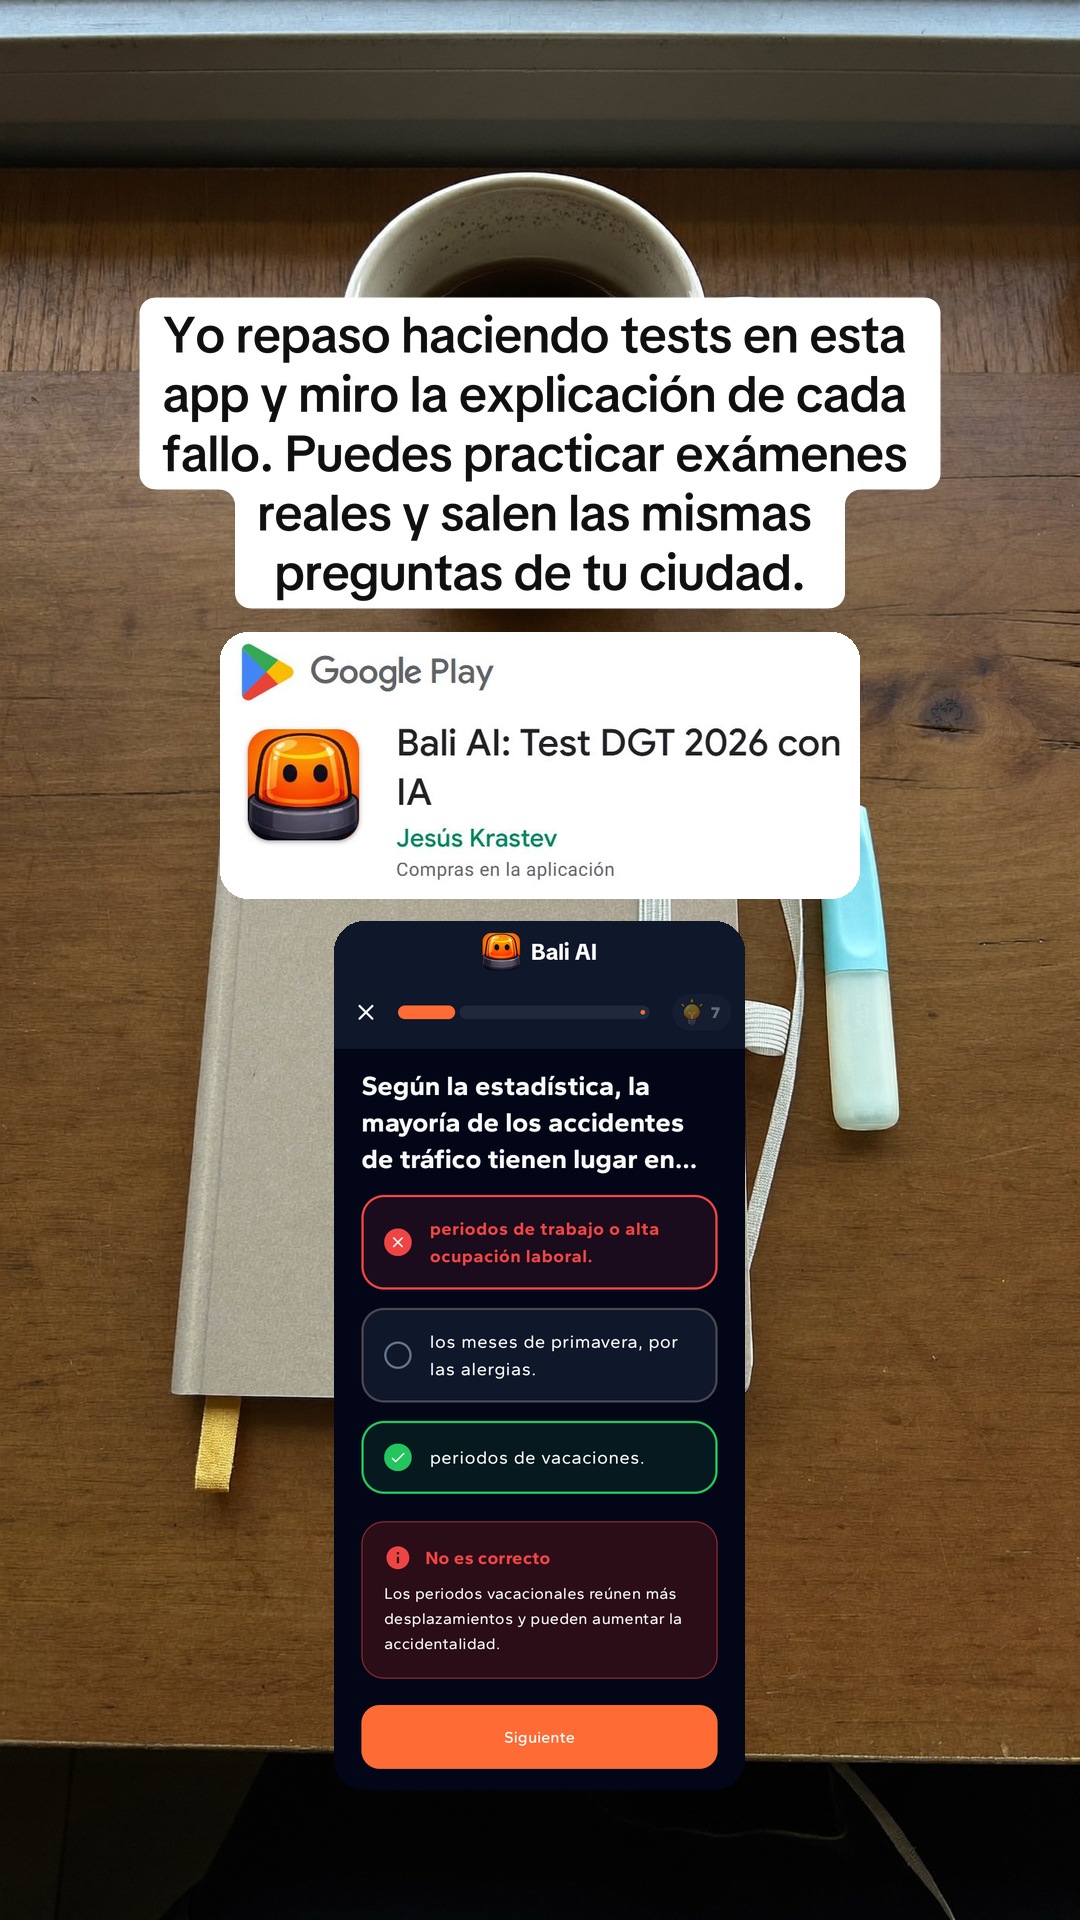 Yo repaso haciendo tests en esta
app y miro la explicación de cada
fallo. Puedes practicar exámenes
reales y salen las mismas
preguntas de tu ciudad.
Google Play
Bali AI: Test DGT 2026 con
IA
Jesús Krastev
Compras en la aplicación
Bali AI
7
Según la estadística, la
mayoría de los accidentes
de tráfico tienen lugar en...
periodos de trabajo o alta
ocupación laboral.
los meses de primavera, por
las alergias.
periodos de vacaciones.
No es correcto
Los periodos vacacionales reúnen más
desplazamientos y pueden aumentar la
accidentalidad.
Siguiente